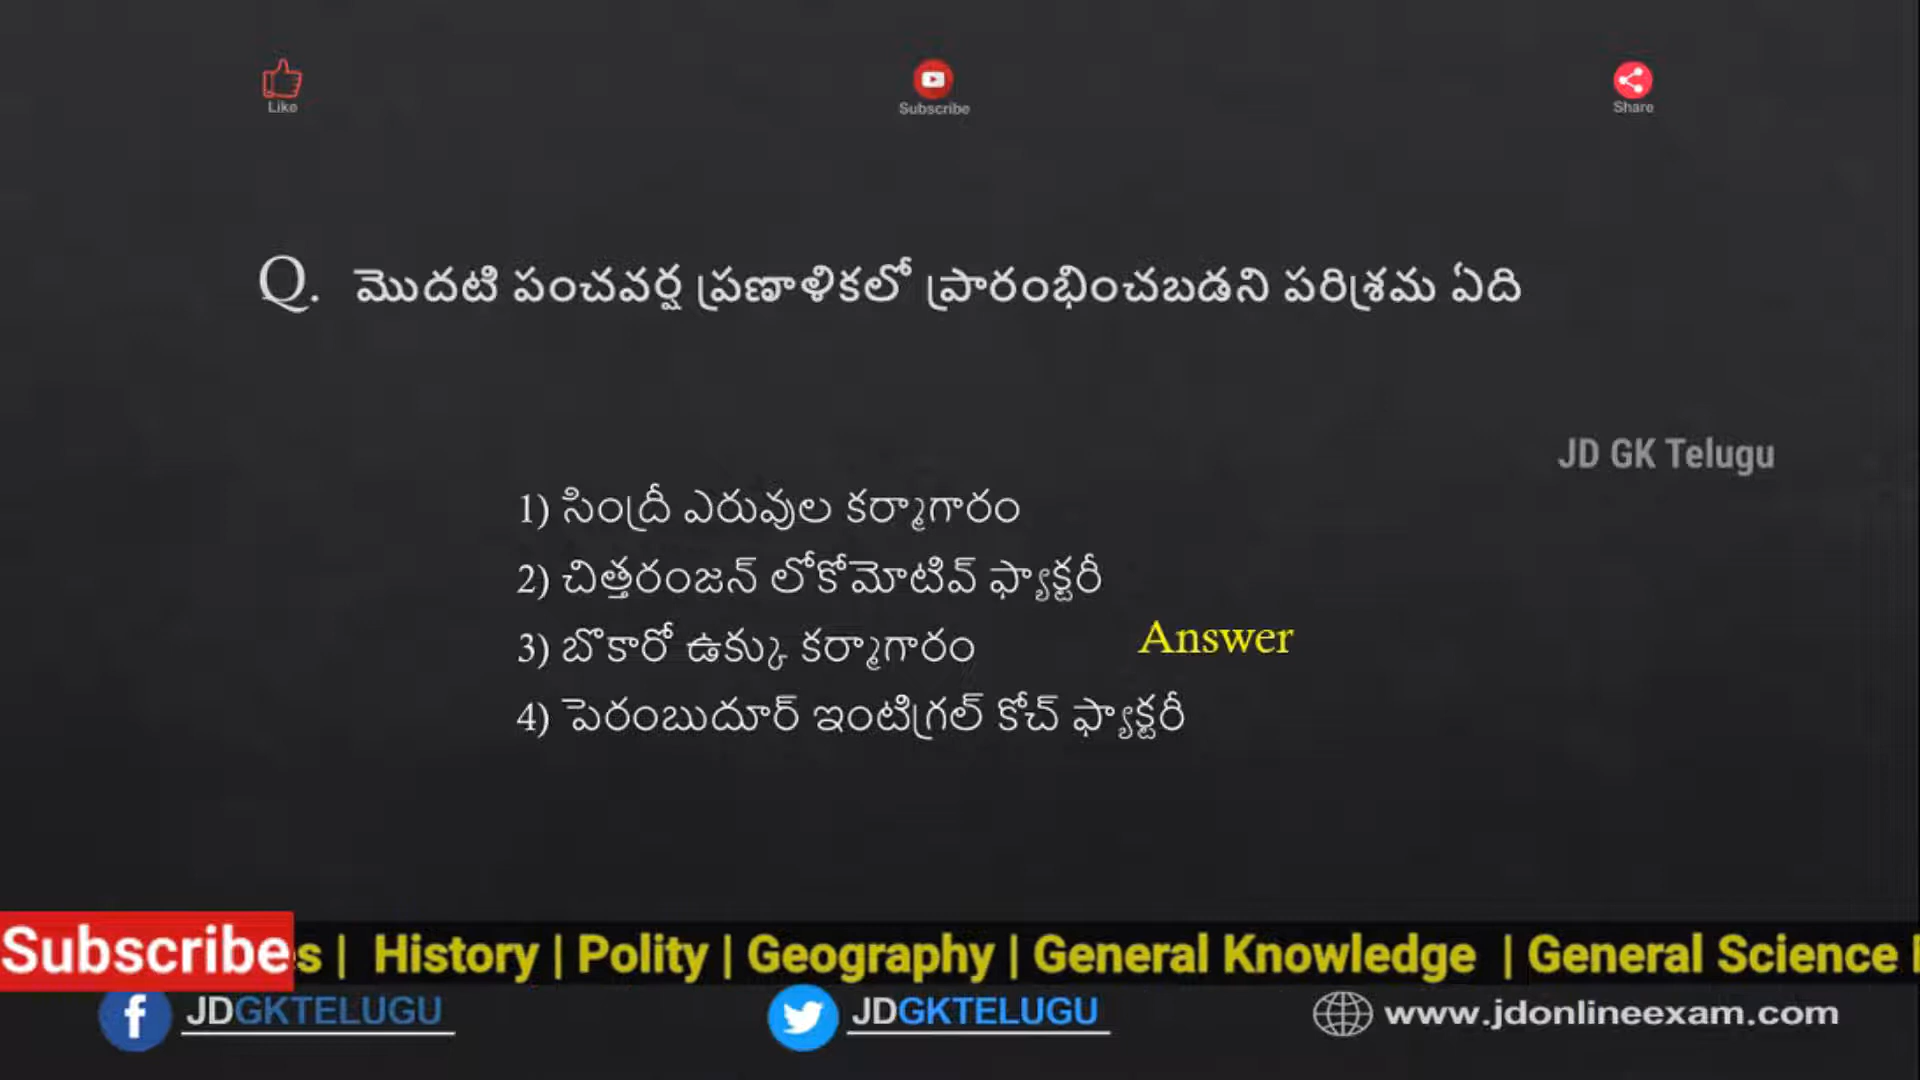 Like
Subscribe
Share
Q. మొదటి పంచవర్ష ప్రణాళికలో ప్రారంభించబడని పరిశ్రమ ఏది
JD GK Telugu
1) సింద్రీ ఎరువుల కర్మాగారం
2) చిత్తరంజన్ లోకోమోటివ్ ఫ్యాక్టరీ
3) బొకారో ఉక్కు కర్మాగారం
Answer
4) పెరంబుదూర్ ఇంటిగ్రల్ కోచ్ ఫ్యాక్టరీ
Subscribe
s | History | Polity | Geography | General Knowledge | General Science
JDGKTELUGU
JDGKTELUGU
www.jdonlineexam.com